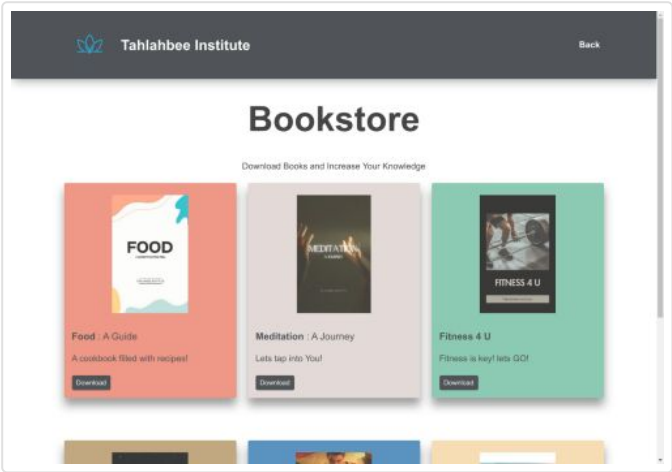 Tahlahbee Institute
Back
Bookstore
Download Books and Increase Your Knowledge
FOOD
MEDITATION
A JOURNEY
FITNESS 4 U
Food : A Guide
Meditation : A Journey
Fitness 4 U
A cookbook filled with recipes!
Lets tap into You!
Fitness is key! lets GO!
Download
Download
Download